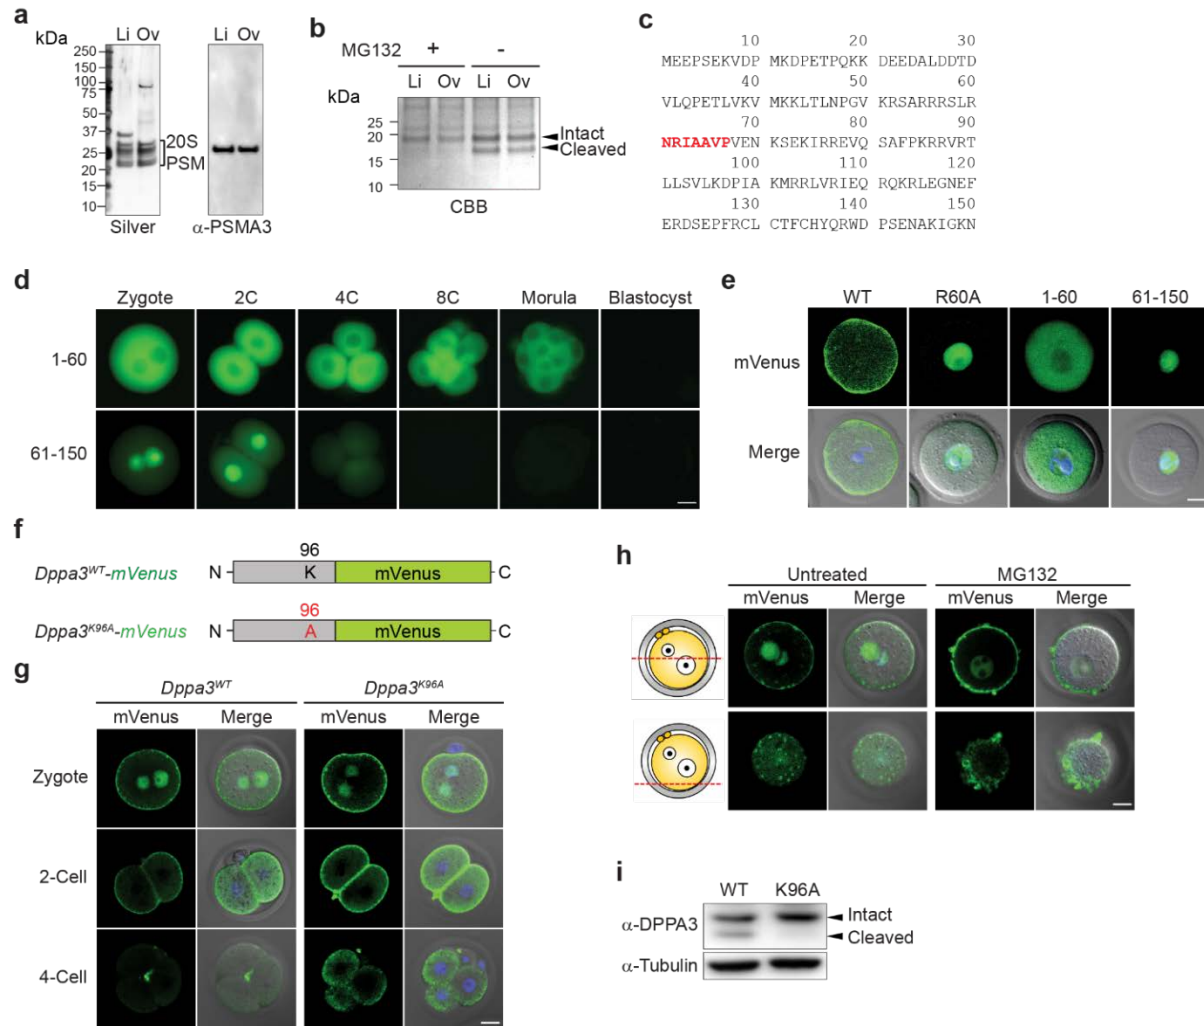 a
kDa
Li Ov
Li Ov
250
150
100
75
50
37
25
20
15
10
20S
PSM
Silver
α-PSMA3
b
MG132 + -
Li Ov Li Ov
kDa
25
20
15
10
Intact
Cleaved
CBB
c
10 20 30
MEEPSEKVDP MKDPETPQKK DEEDALDDTD
40 50 60
VLQPETLVKV MKKLTLNPGV KRSARRRSLR
70 80 90
NRIAAVPVEN KSEKIRREVQ SAFPKRRVRT
100 110 120
LLSVLKDPIA KMRRLVRIEQ RQKRLEGNEF
130 140 150
ERDSEPFRCL CTFCHYQRWD PSENAKIGKN
d
Zygote 2C 4C 8C Morula Blastocyst
1-60
61-150
e
WT R60A 1-60 61-150
mVenus
Merge
f
96
Dppa3WT-mVenus N K mVenus C
96
Dppa3K96A-mVenus N A mVenus C
g
Dppa3WT Dppa3K96A
mVenus Merge mVenus Merge
Zygote
2-Cell
4-Cell
h
Untreated MG132
mVenus Merge mVenus Merge
i
WT K96A
α-DPPA3
Intact
Cleaved
α-Tubulin